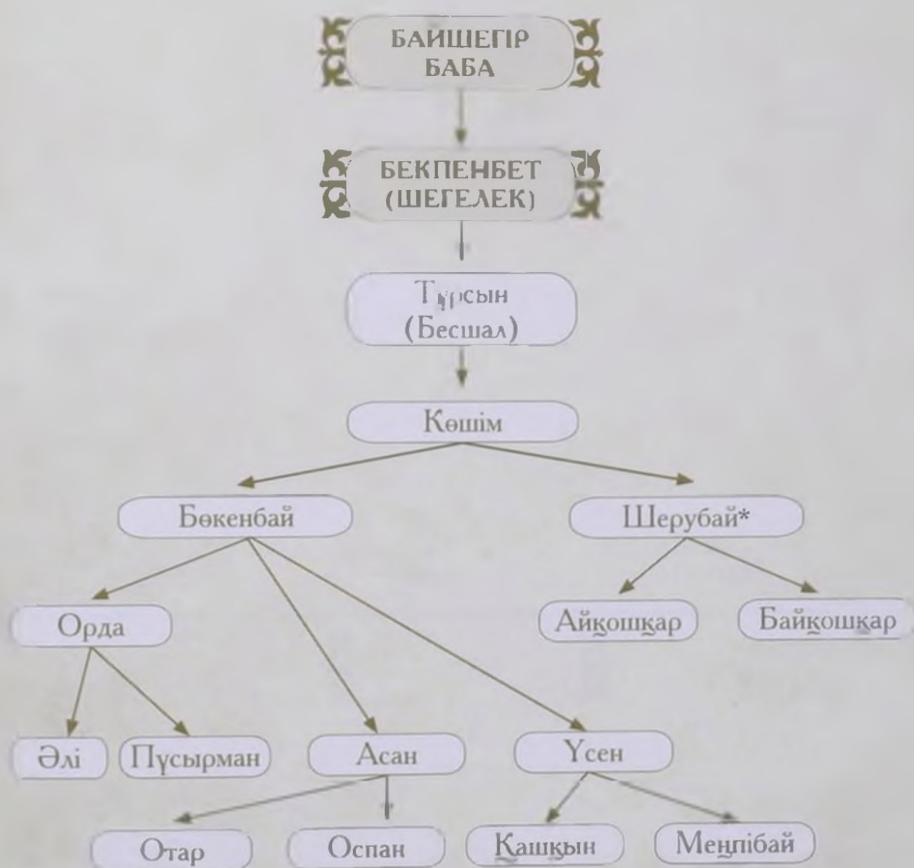 БАЙШЕГІР
БАБА
БЕКПЕНБЕТ
(ШЕГЕЛЕК)
Тұрсын
(Бесшал)
Көшім
Бөкенбай
Шерубай*
Орда
Айқошқар
Байқошқар
Әлі
Пүсырман
Асан
Үсен
Отар
Оспан
Қашқын
Меңлібай